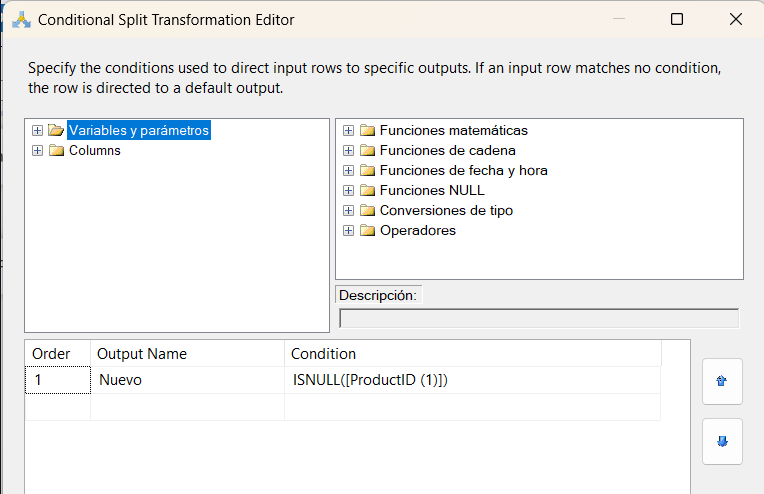 Conditional Split Transformation Editor
Specify the conditions used to direct input rows to specific outputs. If an input row matches no condition,
the row is directed to a default output.
Variables y parámetros
Columns
Funciones matemáticas
Funciones de cadena
Funciones de fecha y hora
Funciones NULL
Conversiones de tipo
Operadores
Descripción:
Order Output Name Condition
1 Nuevo ISNULL([ProductID (1)])